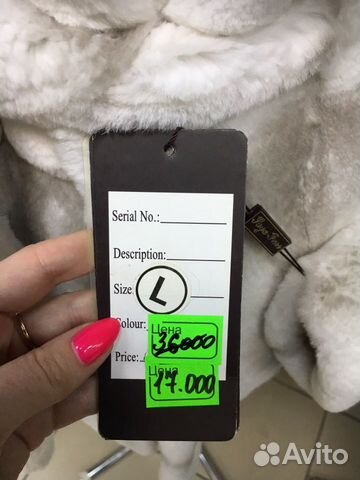 Serial No.:
Description:
Size: L
Colour:
Цена
36000
Price:
Цена
17.000
Avito